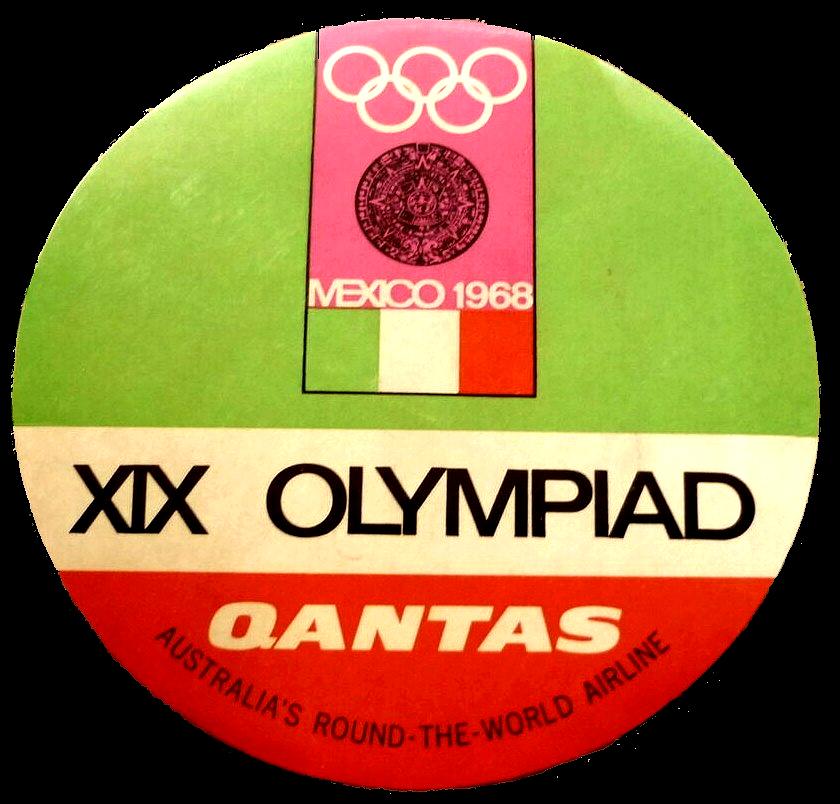 MEXICO 1968
XIX OLYMPIAD
QANTAS
AUSTRALIA'S ROUND-THE-WORLD AIRLINE